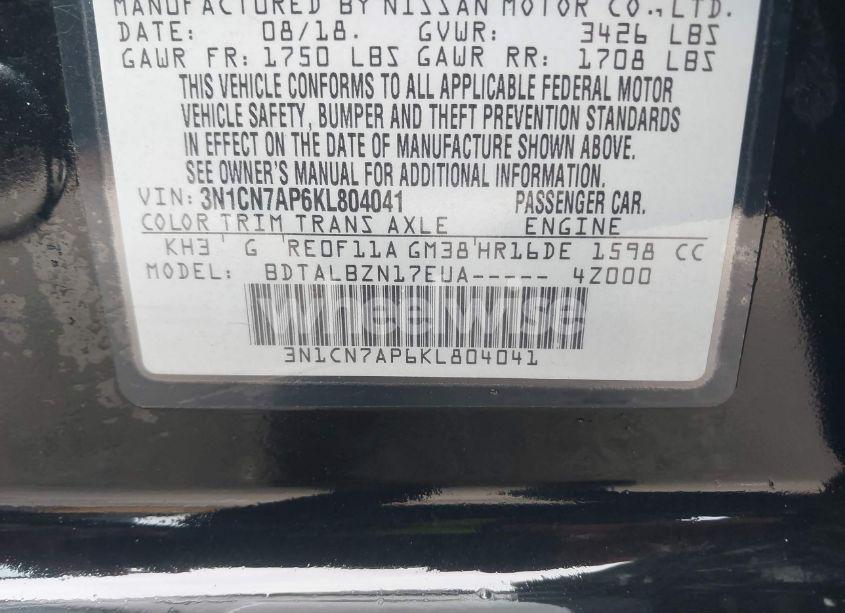 MANUFACTURED BY NISSAN MOTOR CO.,LTD.
DATE: 08/18. GVWR: 3426 LBS
GAWR FR: 1750 LBS GAWR RR: 1708 LBS
THIS VEHICLE CONFORMS TO ALL APPLICABLE FEDERAL MOTOR
VEHICLE SAFETY, BUMPER AND THEFT PREVENTION STANDARDS
IN EFFECT ON THE DATE OF MANUFACTURE SHOWN ABOVE.
SEE OWNER'S MANUAL FOR ADDITIONAL INFORMATION.
VIN: 3N1CN7AP6KL804041 PASSENGER CAR.
COLOR TRIM TRANS AXLE ENGINE
KH3 G RE0F11A GM38 HR16DE 1598 CC
MODEL: BDTALBZN17EUA----- 4Z000
WheelWise
3N1CN7AP6KL804041